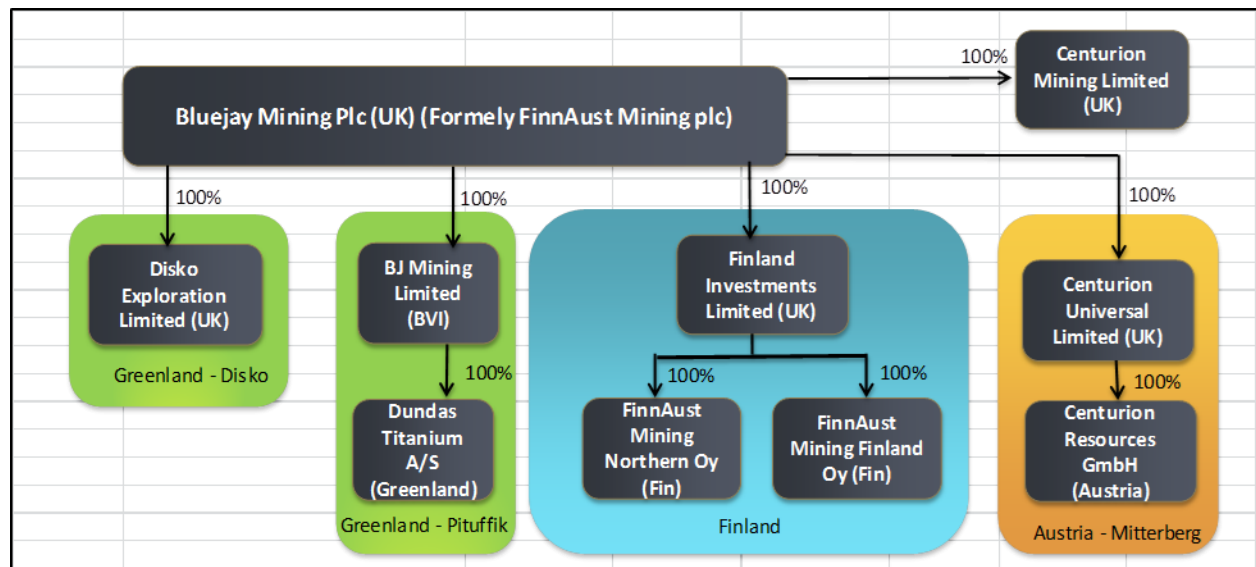 100%
Centurion
Mining Limited
(UK)
Bluejay Mining Plc (UK) (Formely FinnAust Mining plc)
100%
100%
100%
100%
Disko
Exploration
Limited (UK)
Greenland - Disko
BJ Mining
Limited
(BVI)
100%
Dundas
Titanium
A/S
(Greenland)
Greenland - Pituffik
Finland
Investments
Limited (UK)
100%
100%
FinnAust
Mining
Northern Oy
(Fin)
FinnAust
Mining Finland
Oy (Fin)
Finland
Centurion
Universal
Limited (UK)
100%
Centurion
Resources
GmbH
(Austria)
Austria - Mitterberg